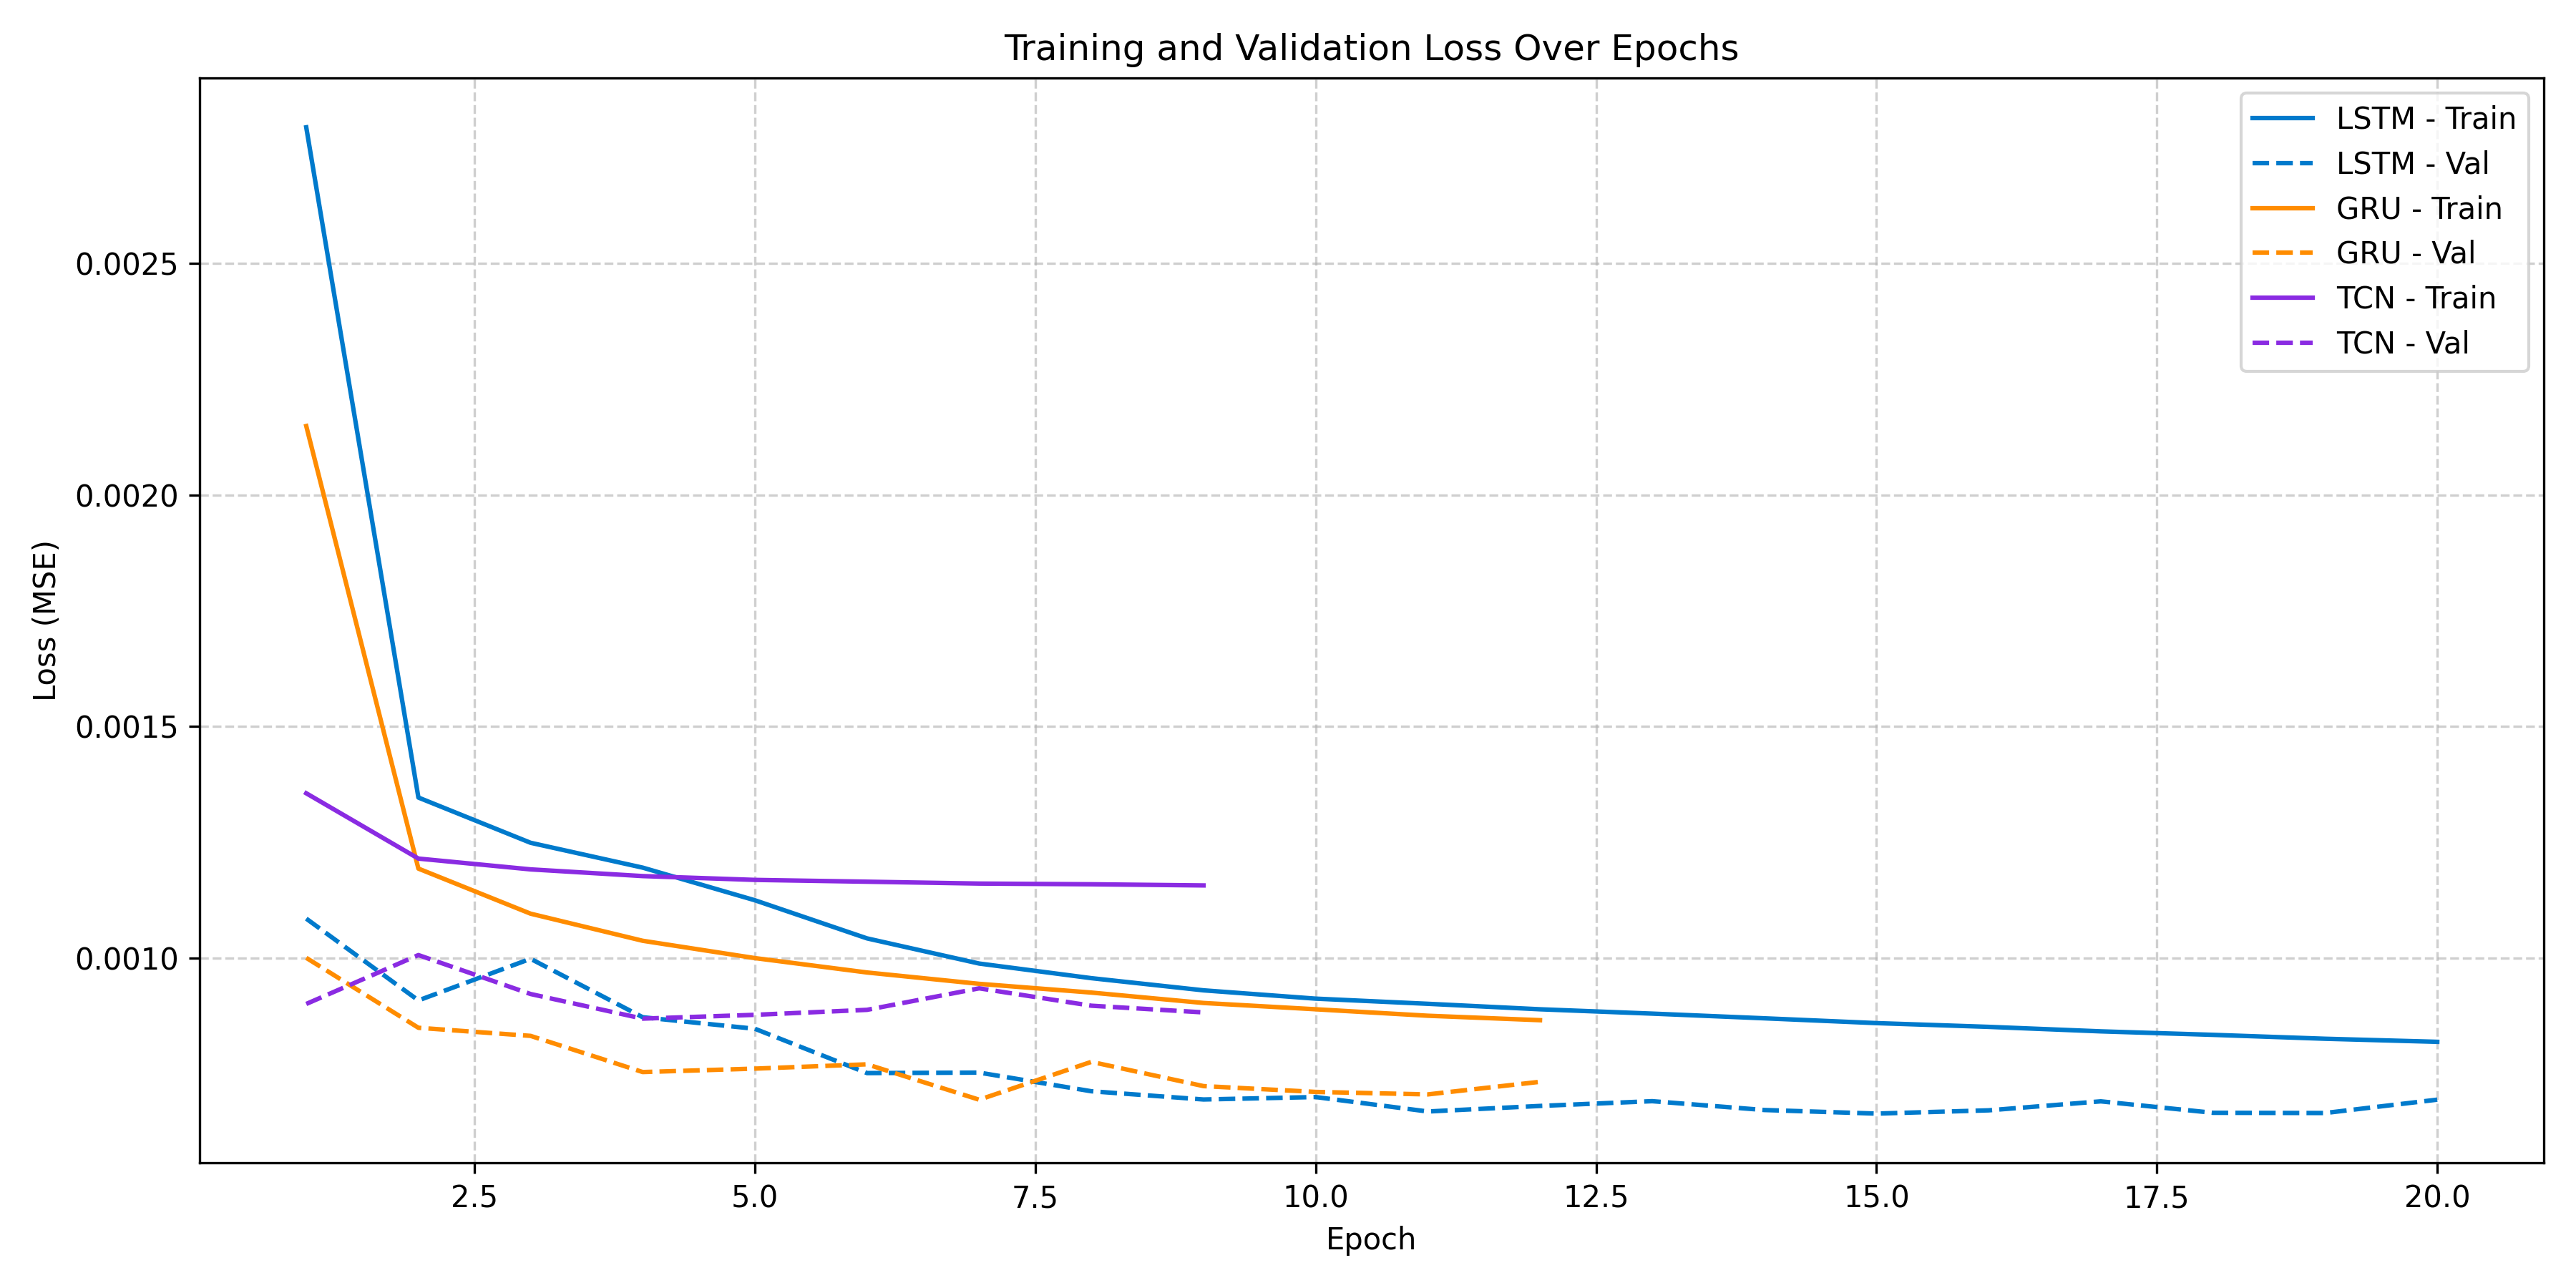 Training and Validation Loss Over Epochs
LSTM - Train
LSTM - Val
GRU - Train
GRU - Val
TCN - Train
TCN - Val
Loss (MSE)
0.0025
0.0020
0.0015
0.0010
2.5 5.0 7.5 10.0 12.5 15.0 17.5 20.0
Epoch